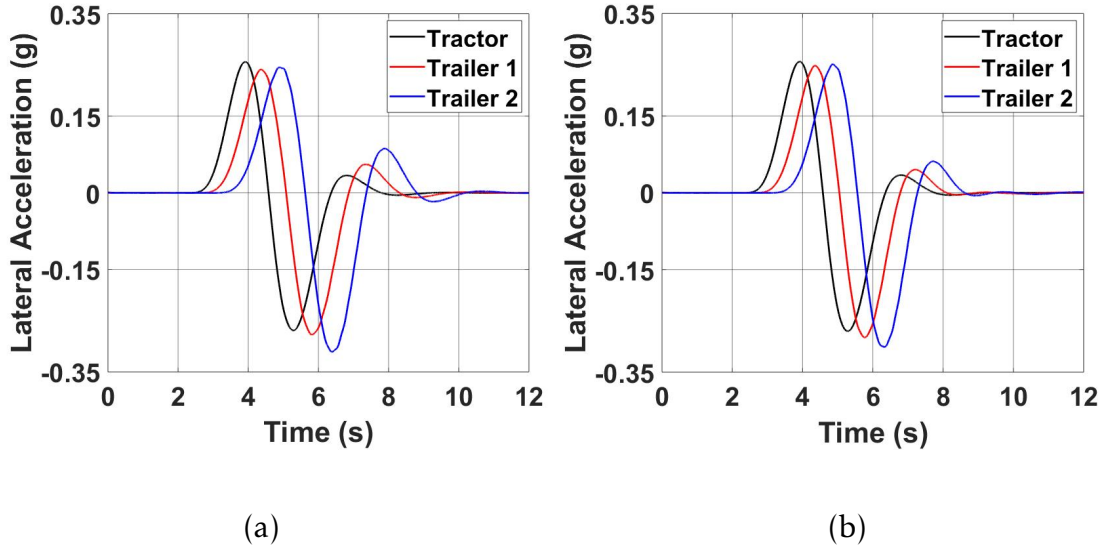 0.35
0.15
0
-0.15
-0.35
Lateral Acceleration (g)
Tractor
Trailer 1
Trailer 2
0 2 4 6 8 10 12
Time (s)
(a)
0.35
0.15
0
-0.15
-0.35
Lateral Acceleration (g)
Tractor
Trailer 1
Trailer 2
0 2 4 6 8 10 12
Time (s)
(b)